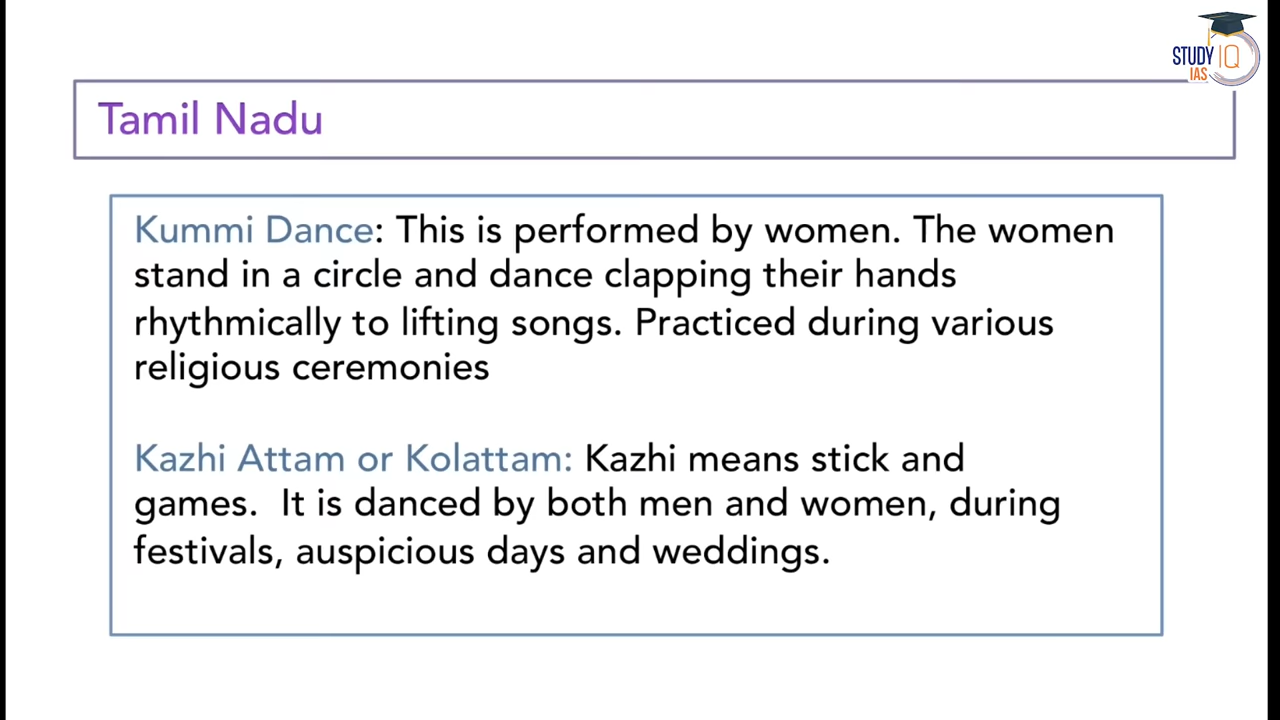 STUDY IQ
IAS
Tamil Nadu
Kummi Dance: This is performed by women. The women
stand in a circle and dance clapping their hands
rhythmically to lifting songs. Practiced during various
religious ceremonies
Kazhi Attam or Kolattam: Kazhi means stick and
games.  It is danced by both men and women, during
festivals, auspicious days and weddings.